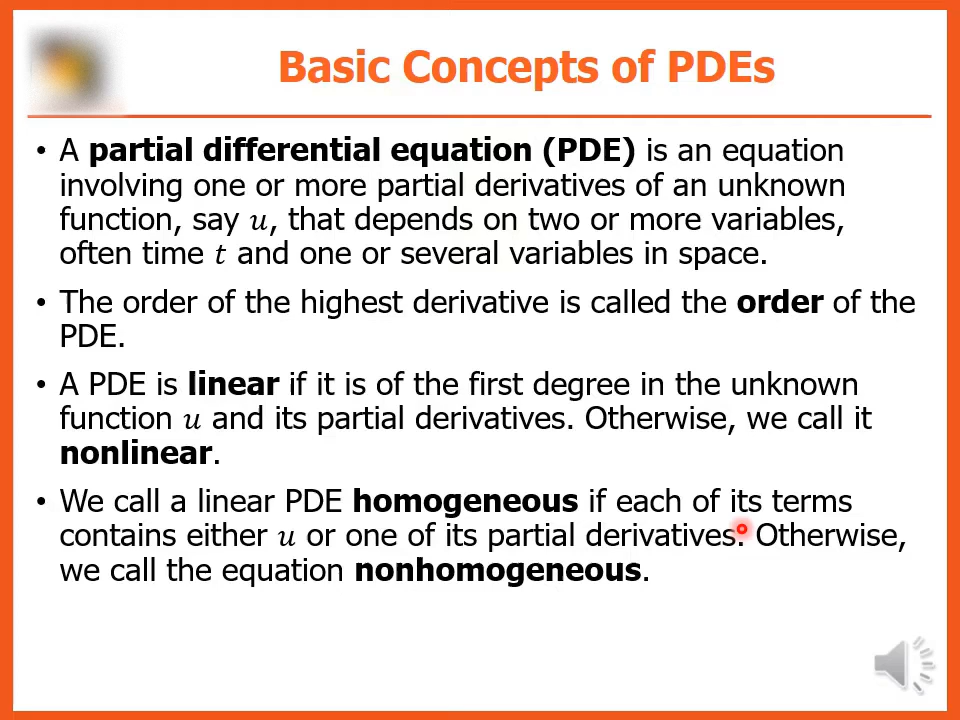 Basic Concepts of PDEs
• A partial differential equation (PDE) is an equation
involving one or more partial derivatives of an unknown
function, say 𝑢, that depends on two or more variables,
often time 𝑡 and one or several variables in space.
• The order of the highest derivative is called the order of the
PDE.
• A PDE is linear if it is of the first degree in the unknown
function 𝑢 and its partial derivatives. Otherwise, we call it
nonlinear.
• We call a linear PDE homogeneous if each of its terms
contains either 𝑢 or one of its partial derivatives. Otherwise,
we call the equation nonhomogeneous.